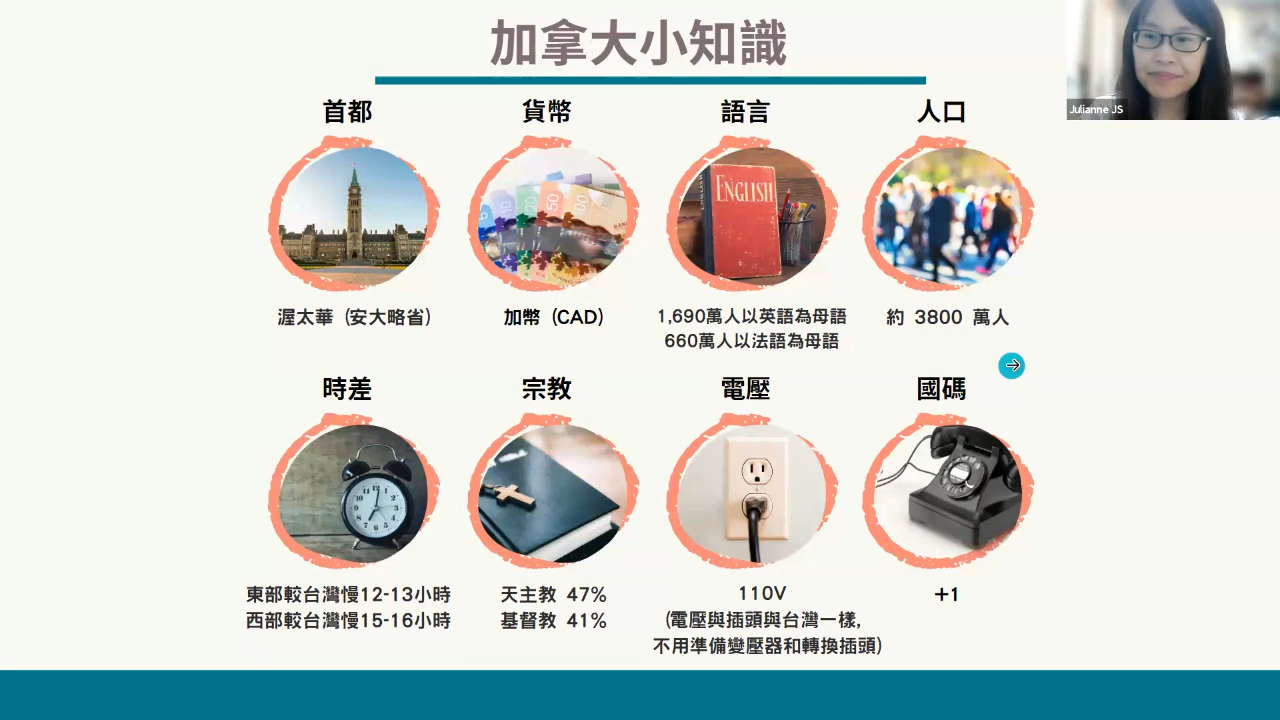 加拿大小知識
Julianne JS
首都
貨幣
語言
人口
ENGLISH
渥太華 (安大略省)
加幣 (CAD)
1,690萬人以英語為母語
660萬人以法語為母語
約 3800 萬人
時差
宗教
電壓
國碼
東部較台灣慢12-13小時
西部較台灣慢15-16小時
天主教 47%
基督教 41%
110V
(電壓與插頭與台灣一樣,
不用準備變壓器和轉換插頭)
+1